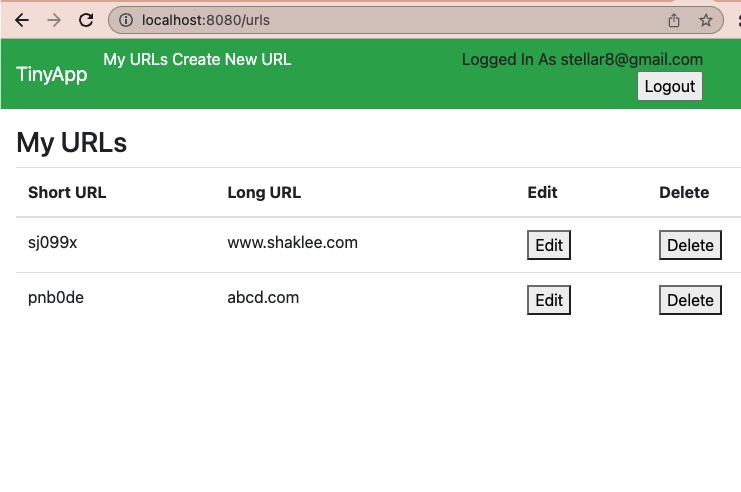 localhost:8080/urls
TinyApp My URLs Create New URL Logged In As stellar8@gmail.com
Logout
My URLs
Short URL Long URL Edit Delete
sj099x www.shaklee.com Edit Delete
pnb0de abcd.com Edit Delete